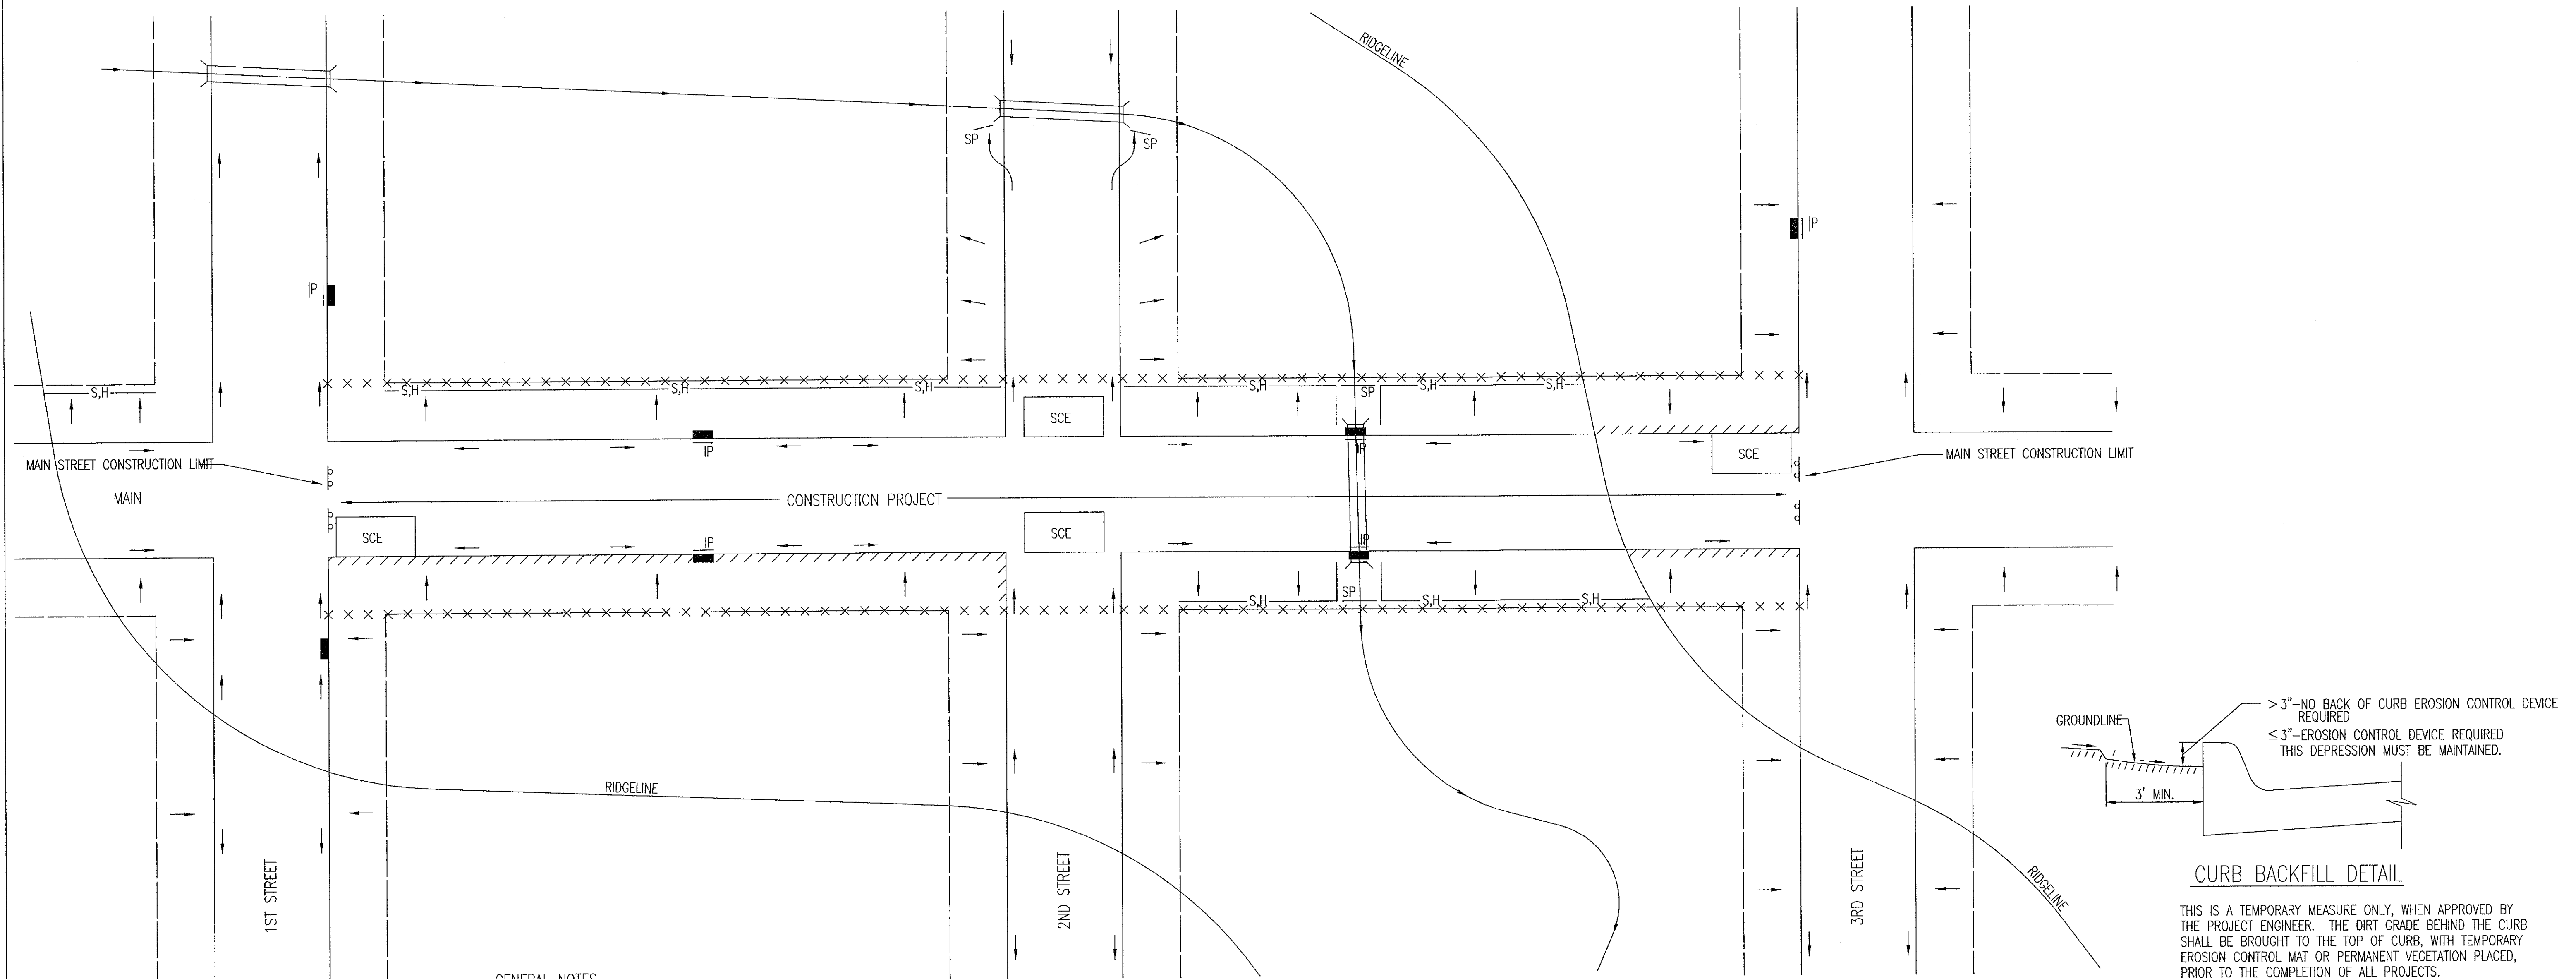 RIDGELINE
SP
SP
IP
IP
S,H
S,H
S,H
S,H
S,H
SP
S,H
S,H
SCE
MAIN STREET CONSTRUCTION LIMIT
IP
IP
SCE
MAIN STREET CONSTRUCTION LIMIT
MAIN
CONSTRUCTION PROJECT
SCE
SCE
IP
IP
S,H
SP
S,H
S,H
RIDGELINE
1ST STREET
2ND STREET
3RD STREET
RIDGELINE
GENERAL NOTES
GROUNDLINE
> 3"-NO BACK OF CURB EROSION CONTROL DEVICE
REQUIRED
≤ 3"-EROSION CONTROL DEVICE REQUIRED
THIS DEPRESSION MUST BE MAINTAINED.
3' MIN.
CURB BACKFILL DETAIL
THIS IS A TEMPORARY MEASURE ONLY, WHEN APPROVED BY
THE PROJECT ENGINEER. THE DIRT GRADE BEHIND THE CURB
SHALL BE BROUGHT TO THE TOP OF CURB, WITH TEMPORARY
EROSION CONTROL MAT OR PERMANENT VEGETATION PLACED,
PRIOR TO THE COMPLETION OF ALL PROJECTS.